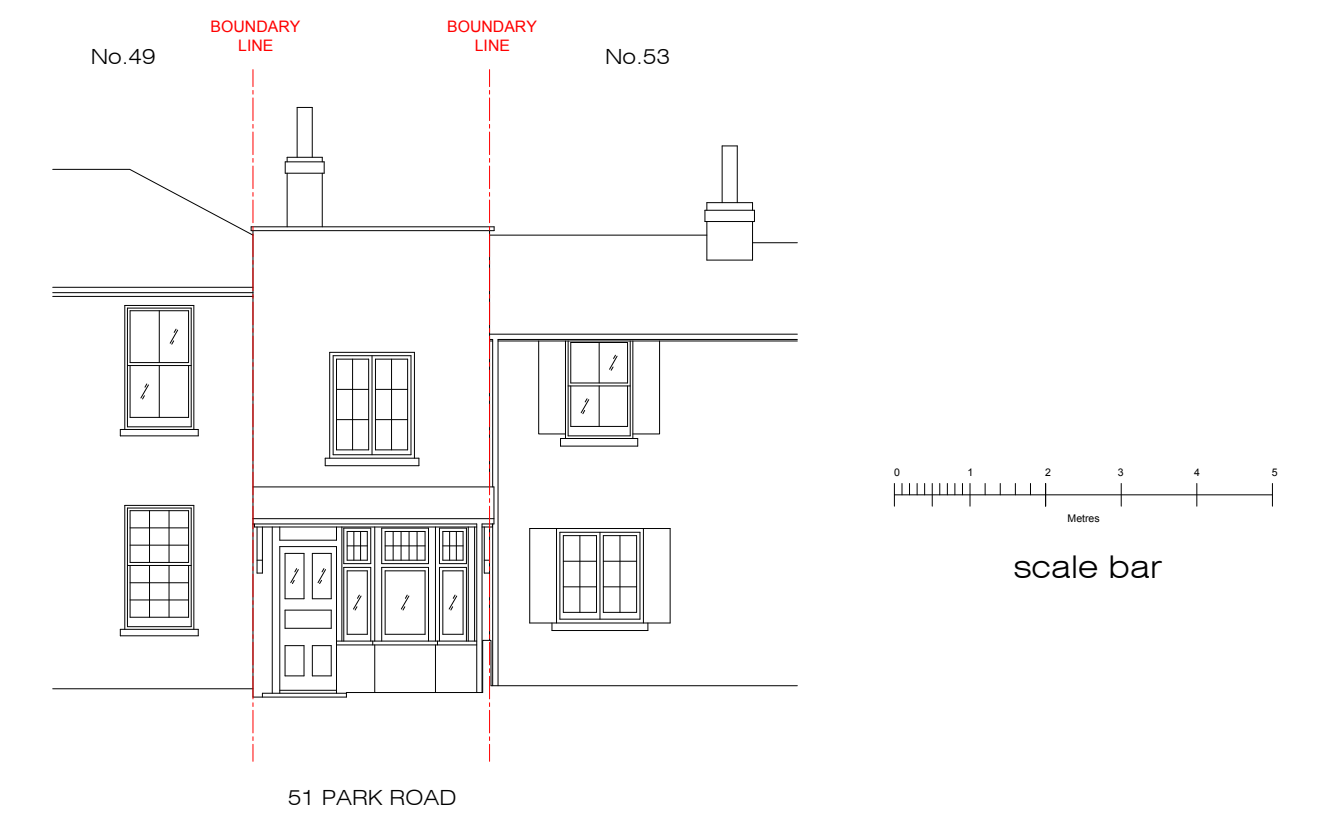 BOUNDARY
LINE
BOUNDARY
LINE
No.49
No.53
0 1 2 3 4 5
Metres
scale bar
51 PARK ROAD